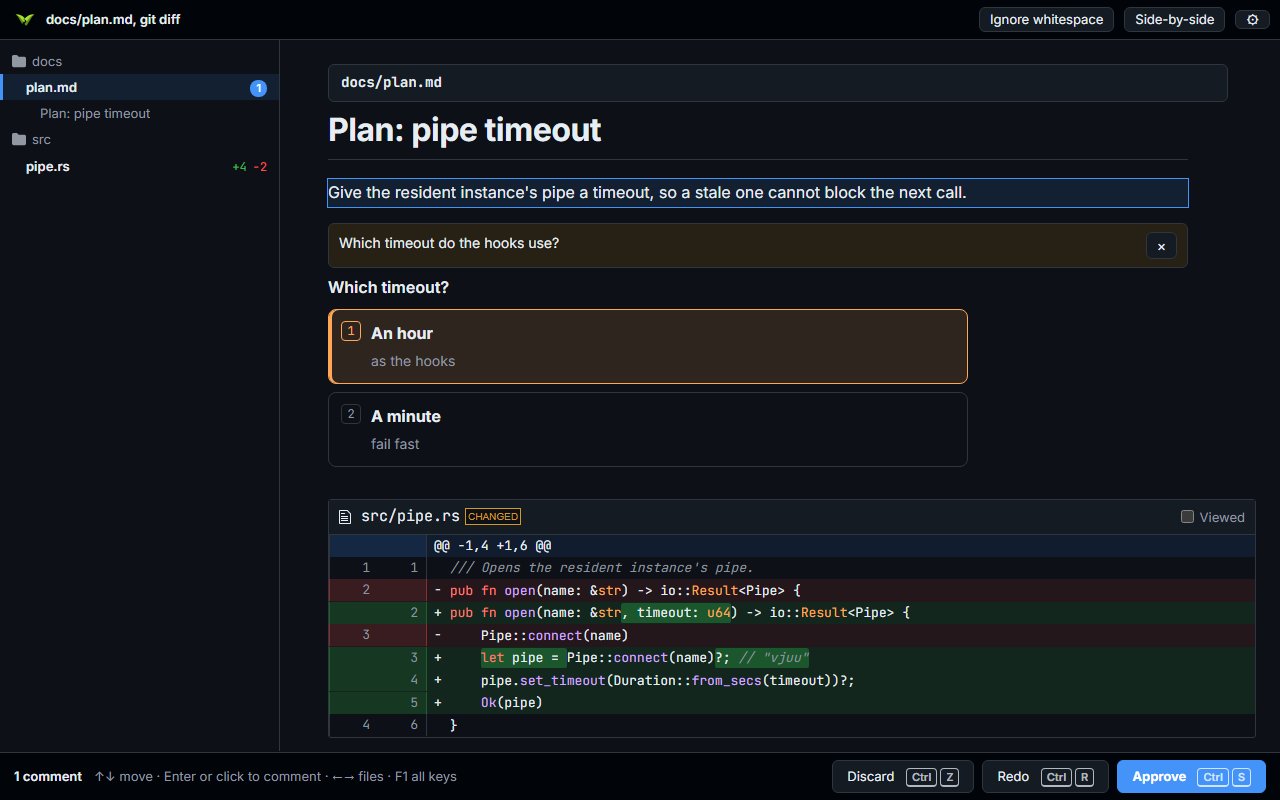 docs/plan.md, git diff
Ignore whitespace
Side-by-side
docs
plan.md 1
Plan: pipe timeout
src
pipe.rs +4 -2
docs/plan.md
Plan: pipe timeout
Give the resident instance's pipe a timeout, so a stale one cannot block the next call.
Which timeout do the hooks use? ×
Which timeout?
1 An hour
as the hooks
2 A minute
fail fast
src/pipe.rs CHANGED Viewed
@@ -1,4 +1,6 @@
1 1 /// Opens the resident instance's pipe.
2 - pub fn open(name: &str) -> io::Result<Pipe> {
2 + pub fn open(name: &str, timeout: u64) -> io::Result<Pipe> {
3 - Pipe::connect(name)
3 + let pipe = Pipe::connect(name)?; // "vjuu"
4 + pipe.set_timeout(Duration::from_secs(timeout))?;
5 + Ok(pipe)
4 6 }
1 comment ↑↓ move · Enter or click to comment · ←→ files · F1 all keys
Discard Ctrl Z
Redo Ctrl R
Approve Ctrl S